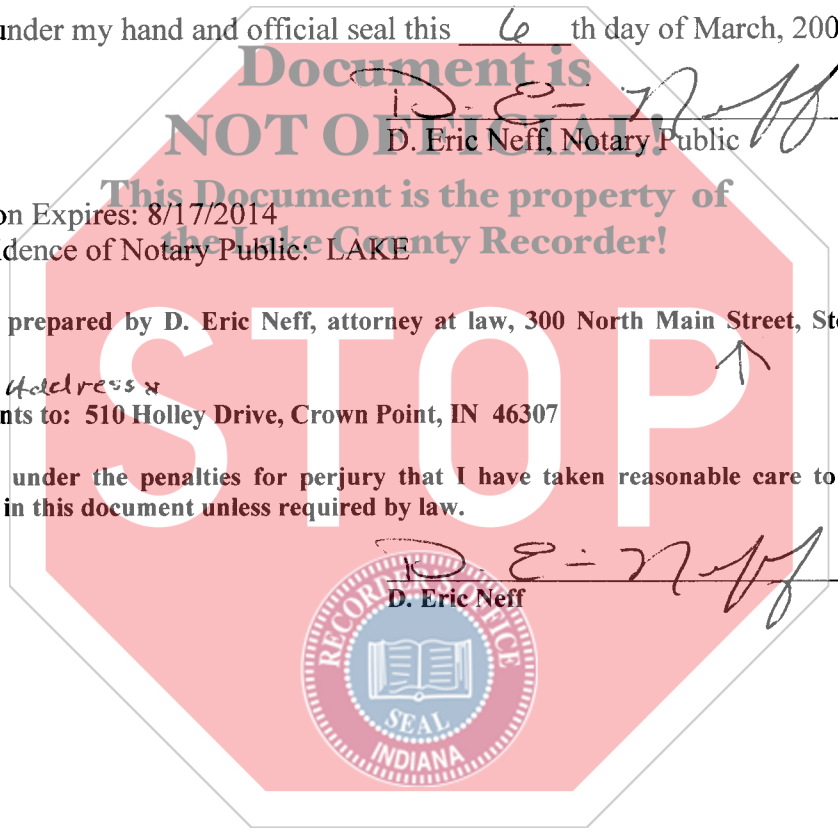 under my hand and official seal this 6 th day of March, 200
Document is
NOT OFFICIAL!
D. Eric Neff, Notary Public
This Document is the property of
on Expires: 8/17/2014
the Lake County Recorder!
dence of Notary Public: LAKE
STOP
prepared by D. Eric Neff, attorney at law, 300 North Main Street, St
Address
nts to: 510 Holley Drive, Crown Point, IN 46307
under the penalties for perjury that I have taken reasonable care to
in this document unless required by law.
D. E- Neff
D. Eric Neff
RECORDER'S OFFICE
SEAL
INDIANA